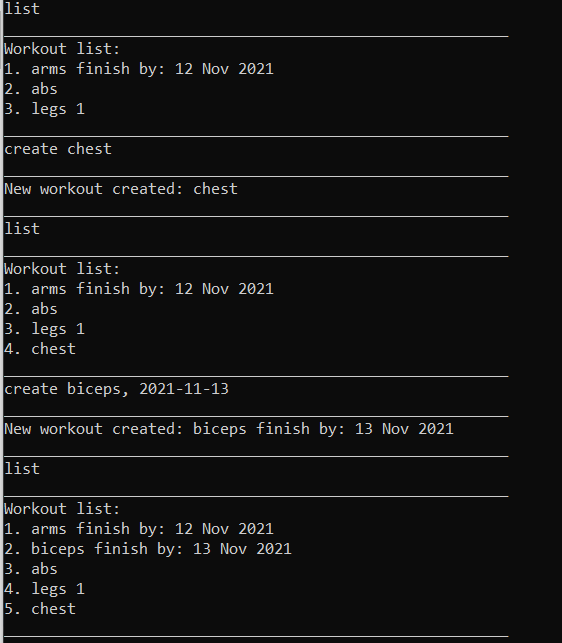 list
Workout list:
1. arms finish by: 12 Nov 2021
2. abs
3. legs 1
create chest
New workout created: chest
list
Workout list:
1. arms finish by: 12 Nov 2021
2. abs
3. legs 1
4. chest
create biceps, 2021-11-13
New workout created: biceps finish by: 13 Nov 2021
list
Workout list:
1. arms finish by: 12 Nov 2021
2. biceps finish by: 13 Nov 2021
3. abs
4. legs 1
5. chest